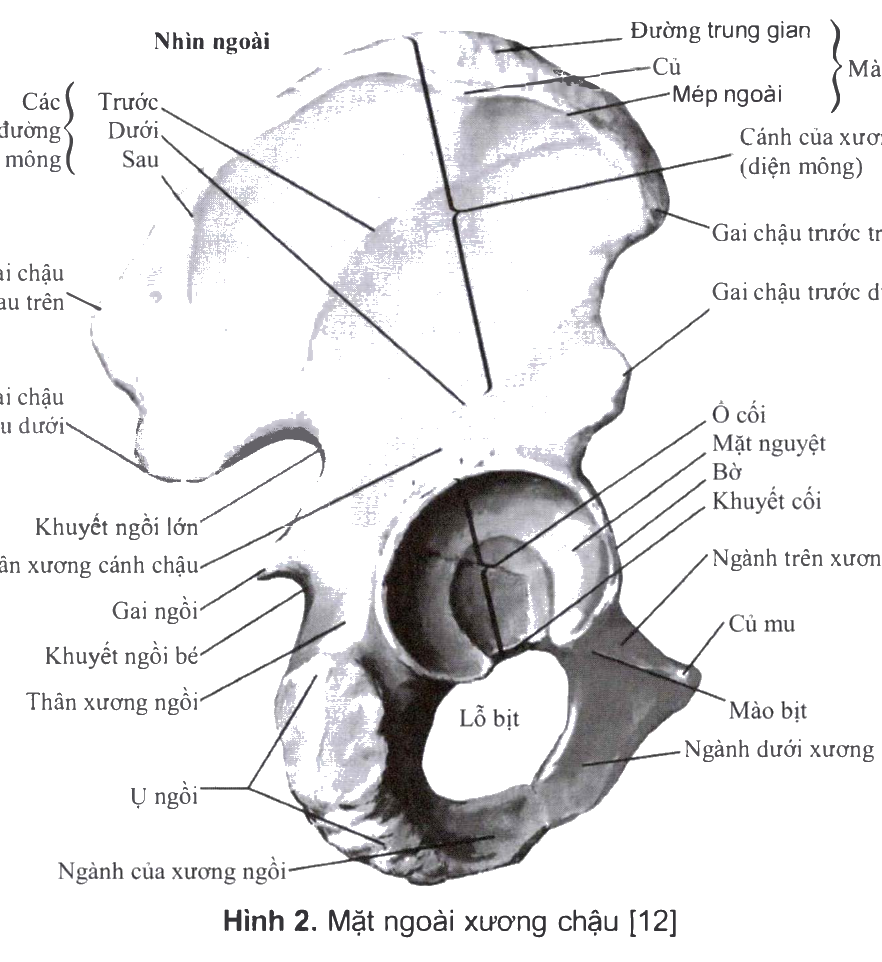 Nhìn ngoài
Đường trung gian
Củ
Mép ngoài
Mà
Các
đường
mông
Trước
Dưới
Sau
Cánh của xươn
(diện mông)
Gai chậu trước tr
Gai chậu trước d
ai chậu
au trên
ai chậu
u dưới
Ổ cối
Mặt nguyệt
Bờ
Khuyết cối
Khuyết ngồi lớn
ân xương cánh chậu
Gai ngồi
Khuyết ngồi bé
Thân xương ngồi
Ngành trên xươn
Củ mu
Mào bịt
Lỗ bịt
Ngành dưới xương
Ụ ngồi
Ngành của xương ngồi
Hình 2. Mặt ngoài xương chậu [12]